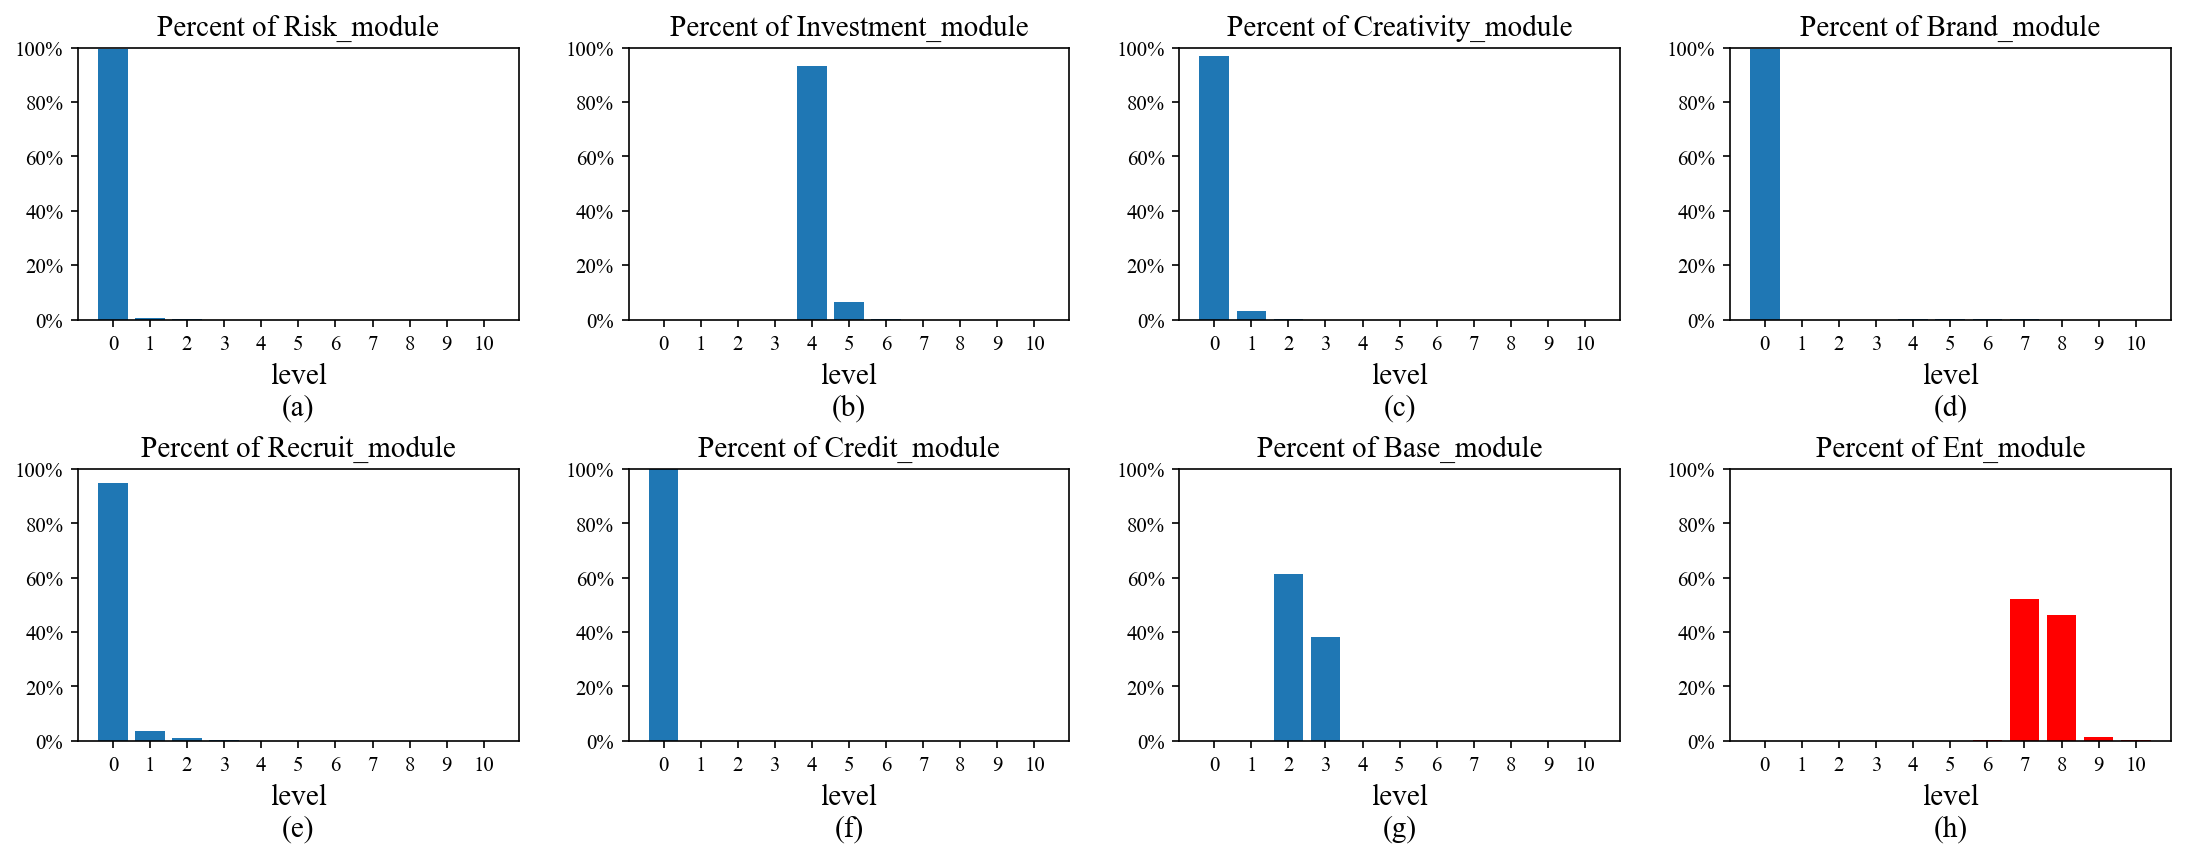 Percent of Risk_module
100%
80%
60%
40%
20%
0%
0 1 2 3 4 5 6 7 8 9 10
level
(a)
Percent of Investment_module
100%
80%
60%
40%
20%
0%
0 1 2 3 4 5 6 7 8 9 10
level
(b)
Percent of Creativity_module
100%
80%
60%
40%
20%
0%
0 1 2 3 4 5 6 7 8 9 10
level
(c)
Percent of Brand_module
100%
80%
60%
40%
20%
0%
0 1 2 3 4 5 6 7 8 9 10
level
(d)
Percent of Recruit_module
100%
80%
60%
40%
20%
0%
0 1 2 3 4 5 6 7 8 9 10
level
(e)
Percent of Credit_module
100%
80%
60%
40%
20%
0%
0 1 2 3 4 5 6 7 8 9 10
level
(f)
Percent of Base_module
100%
80%
60%
40%
20%
0%
0 1 2 3 4 5 6 7 8 9 10
level
(g)
Percent of Ent_module
100%
80%
60%
40%
20%
0%
0 1 2 3 4 5 6 7 8 9 10
level
(h)